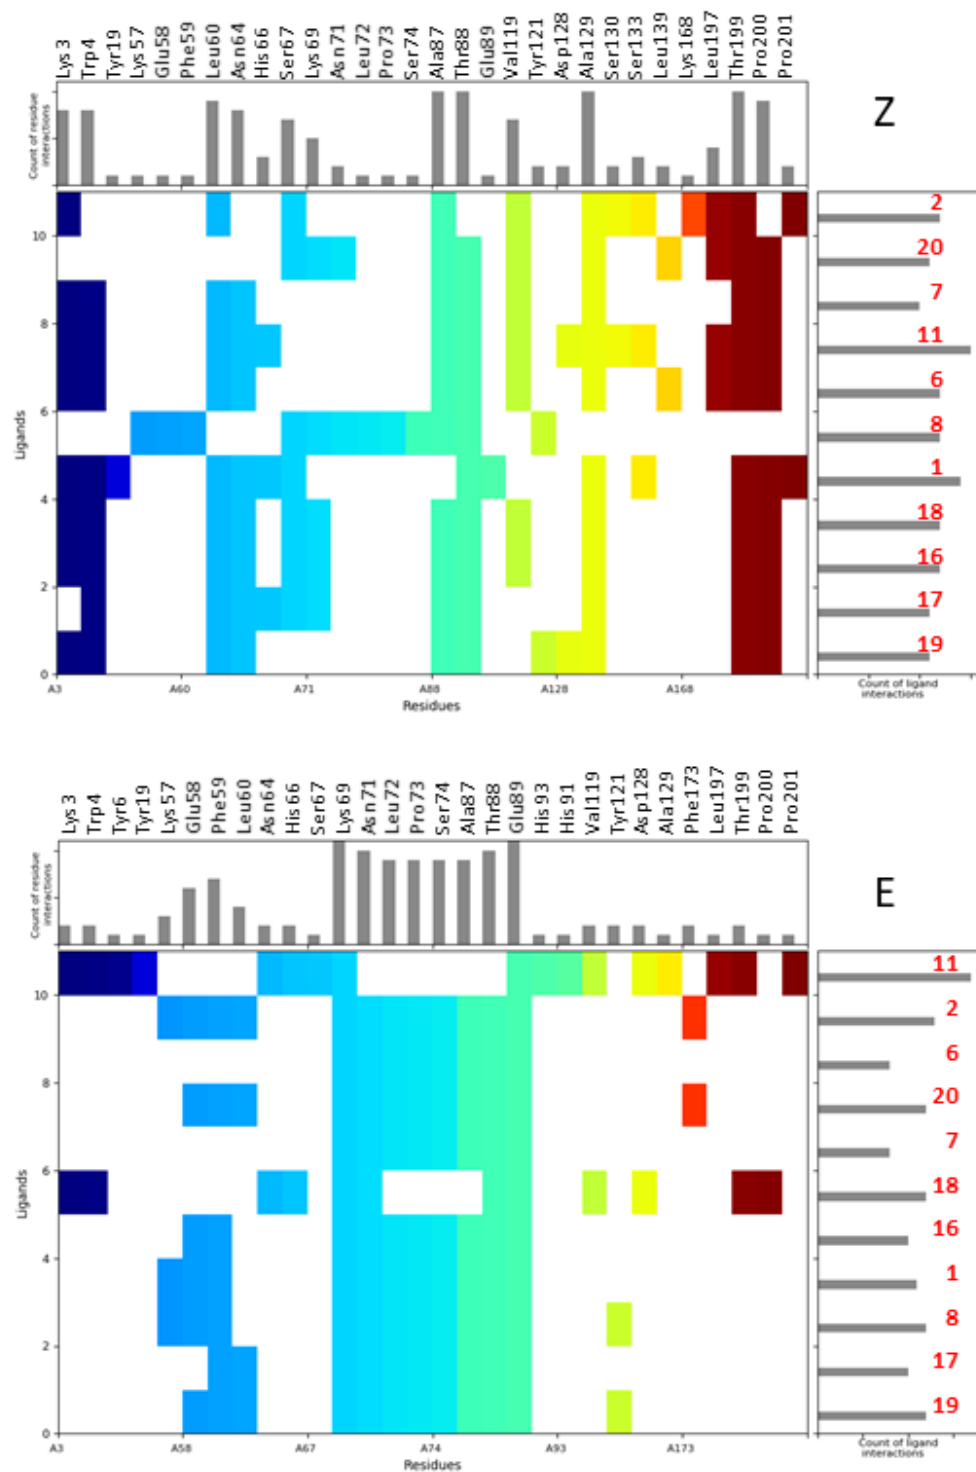 Lys 3
Trp4
Tyr19
Lys57
Glu58
Phe59
Leu60
Asn64
His66
Ser67
Lys69
Asn71
Leu72
Pro73
Ser74
Ala87
Thr88
Glu89
Val119
Tyr121
Asp128
Ala129
Ser130
Ser133
Leu139
Lys168
Leu197
Thr199
Pro200
Pro201
Count of residue
interactions
Z
10
8
6
4
2
0
Ligands
A3
A60
A71
A88
A128
A168
Residues
2
20
7
11
6
8
1
18
16
17
19
Count of ligand
interactions
Lys 3
Trp4
Tyr6
Tyr19
Lys57
Glu58
Phe59
Leu60
Asn64
His66
Ser67
Lys69
Asn71
Leu72
Pro73
Ser74
Ala87
Thr88
Glu89
His93
His91
Val119
Tyr121
Asp128
Ala129
Phe173
Leu197
Thr199
Pro200
Pro201
Count of residue
interactions
E
10
8
6
4
2
0
Ligands
A3
A58
A67
A74
A93
A173
Residues
11
2
6
20
7
18
16
1
8
17
19
Count of ligand
interactions